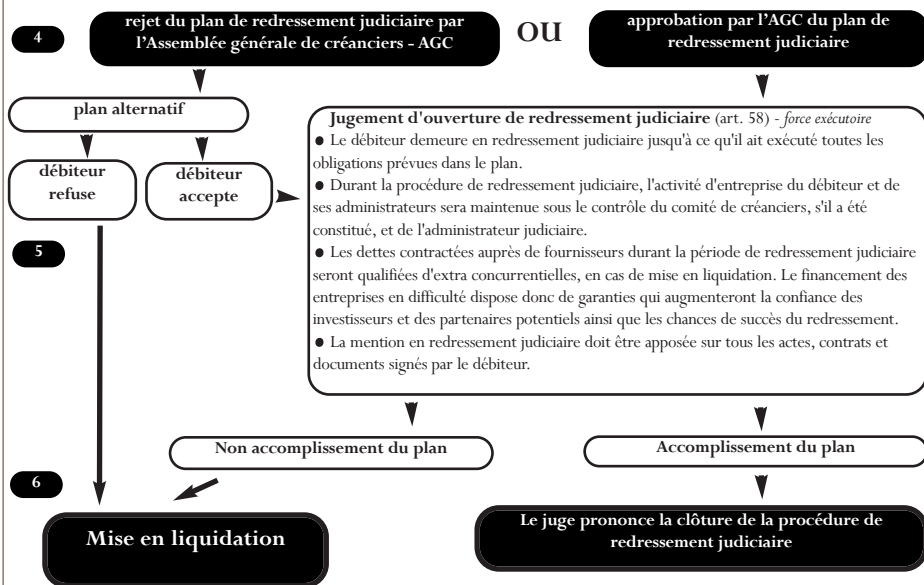 4
rejet du plan de redressement judiciaire par
l'Assemblée générale de créanciers - AGC
OU
approbation par l'AGC du plan de
redressement judiciaire
plan alternatif
débiteur
refuse
débiteur
accepte
Jugement d'ouverture de redressement judiciaire (art. 58) - force exécutoire
● Le débiteur demeure en redressement judiciaire jusqu'à ce qu'il ait exécuté toutes les
obligations prévues dans le plan.
● Durant la procédure de redressement judiciaire, l'activité d'entreprise du débiteur et de
ses administrateurs sera maintenue sous le contrôle du comité de créanciers, s'il a été
constitué, et de l'administrateur judiciaire.
● Les dettes contractées auprès de fournisseurs durant la période de redressement judiciaire
seront qualifiées d'extra concurrentielles, en cas de mise en liquidation. Le financement des
entreprises en difficulté dispose donc de garanties qui augmenteront la confiance des
investisseurs et des partenaires potentiels ainsi que les chances de succès du redressement.
● La mention en redressement judiciaire doit être apposée sur tous les actes, contrats et
documents signés par le débiteur.
5
Non accomplissement du plan
Accomplissement du plan
6
Mise en liquidation
Le juge prononce la clôture de la procédure de
redressement judiciaire